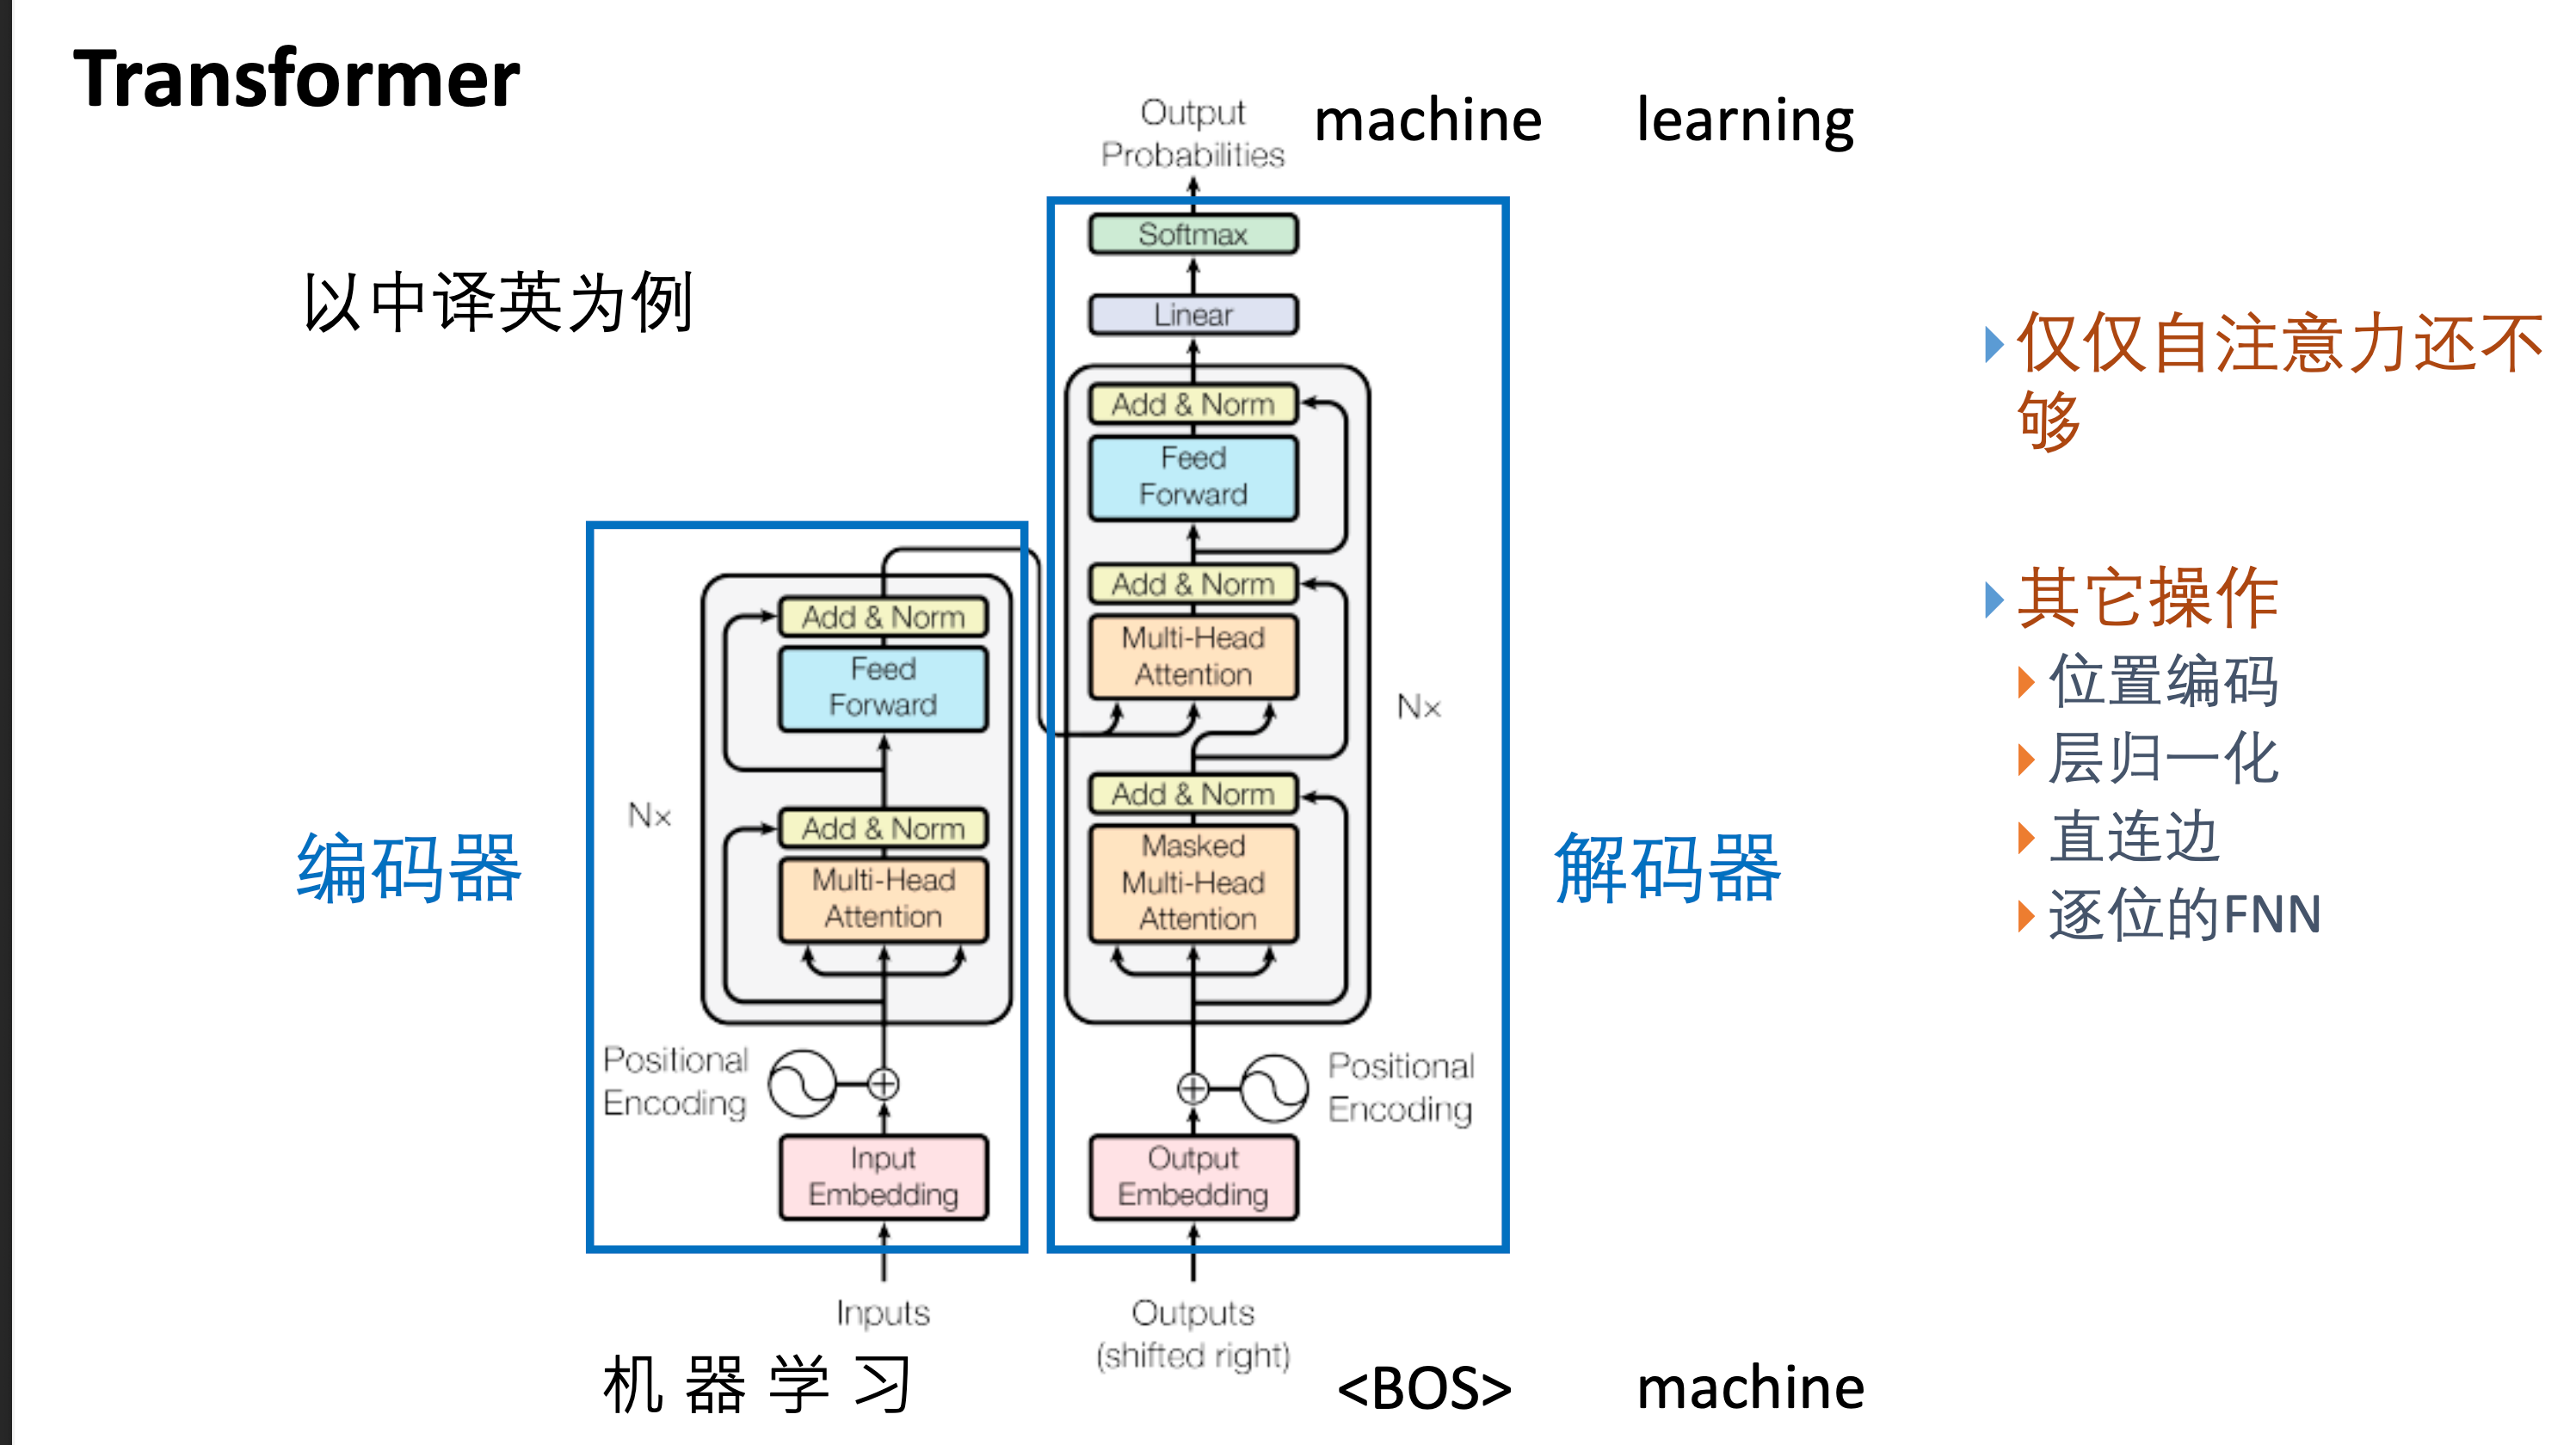 Transformer
以中译英为例
Output
Probabilities
machine
learning
Softmax
Linear
Add & Norm
Feed
Forward
Add & Norm
Multi-Head
Attention
Nx
Add & Norm
Masked
Multi-Head
Attention
Positional
Encoding
Output
Embedding
Outputs
(shifted right)
<BOS>
machine
解码器
Add & Norm
Feed
Forward
Nx
Add & Norm
Multi-Head
Attention
编码器
Positional
Encoding
Input
Embedding
Inputs
机 器 学 习
仅仅自注意力还不
够
其它操作
位置编码
层归一化
直连边
逐位的FNN